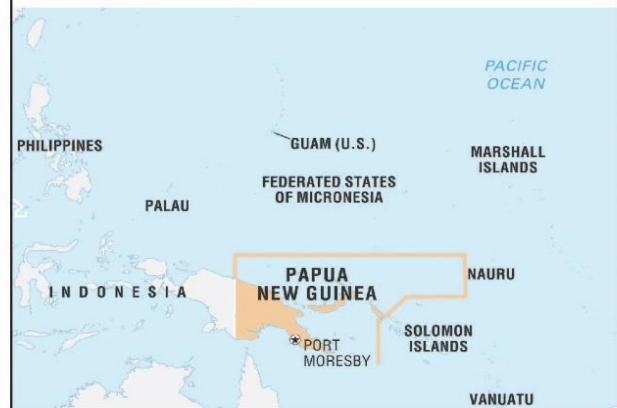 PACIFIC
OCEAN
PHILIPPINES
GUAM (U.S.)
MARSHALL
ISLANDS
FEDERATED STATES
OF MICRONESIA
PALAU
PAPUA
NEW GUINEA
NAURU
INDONESIA
SOLOMON
ISLANDS
PORT
MORESBY
VANUATU